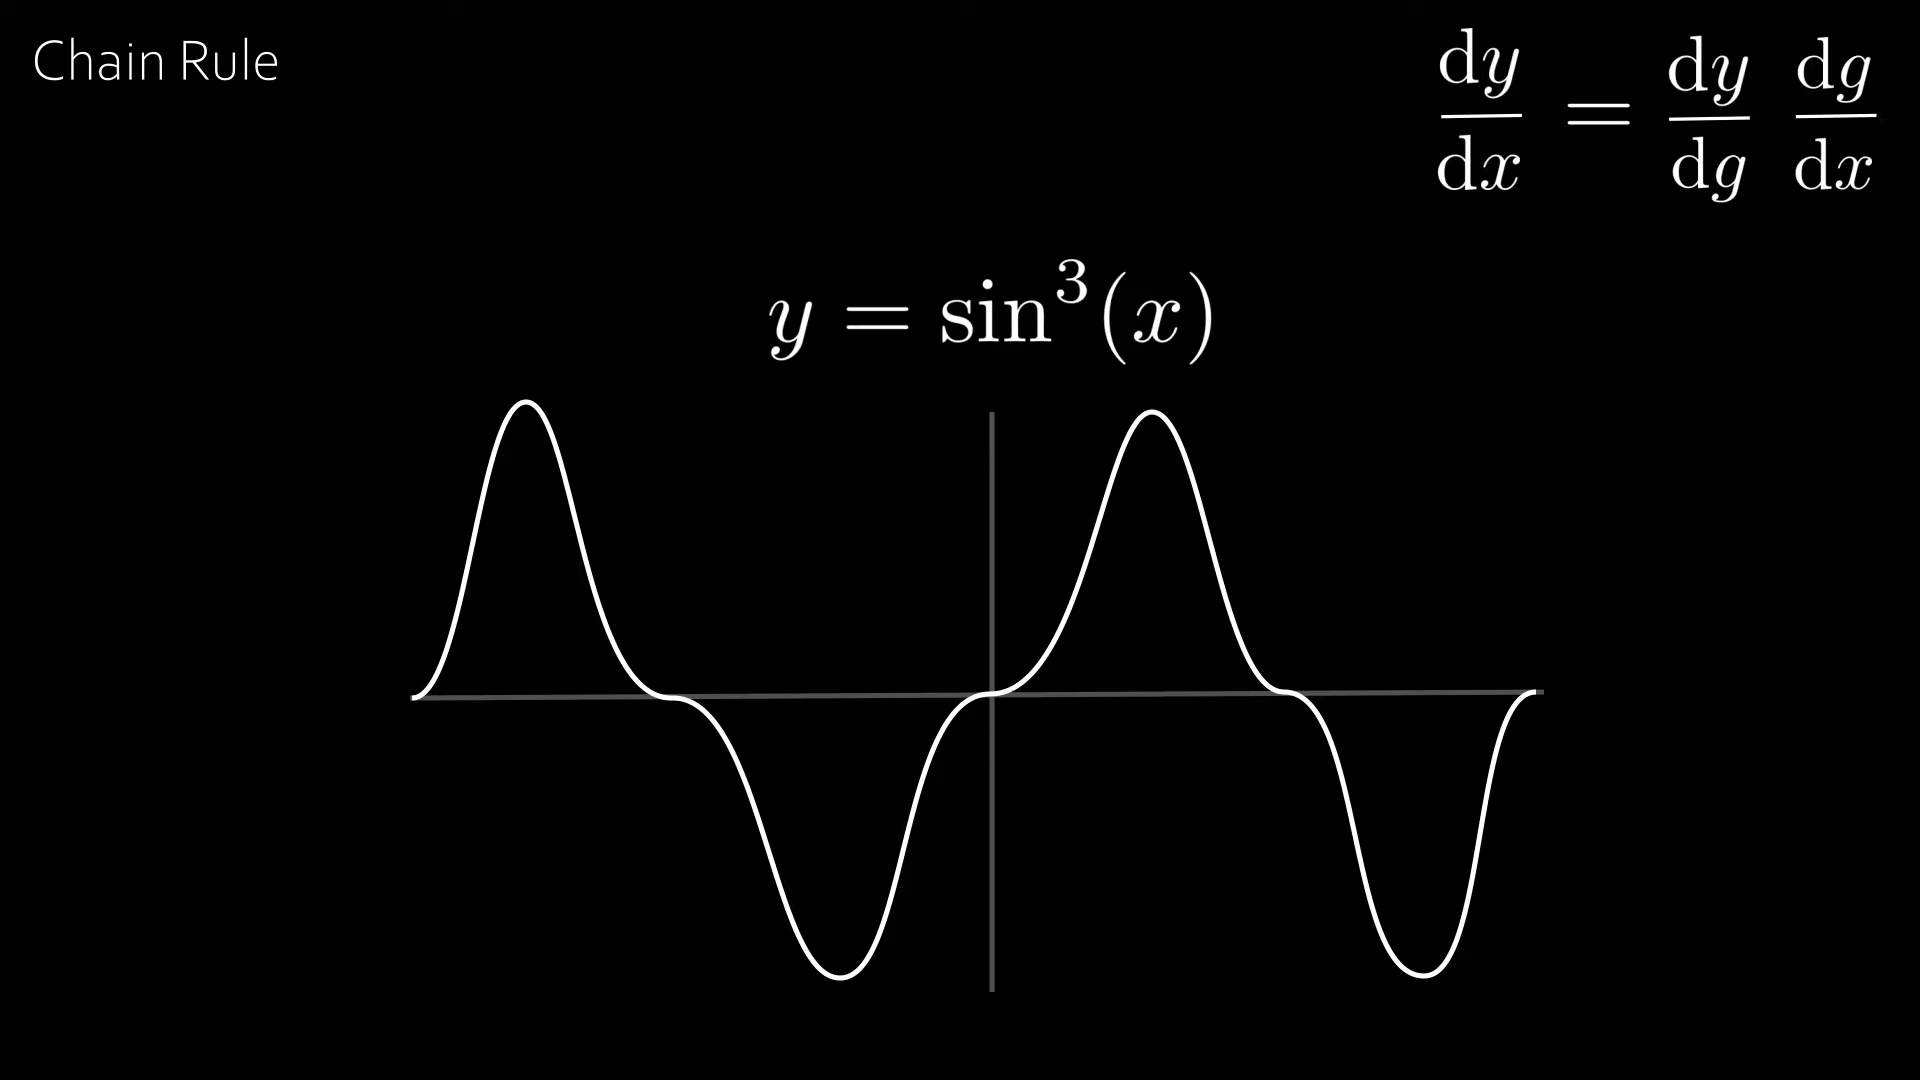 Chain Rule
dy/dx = dy/dg dg/dx
y = sin³(x)